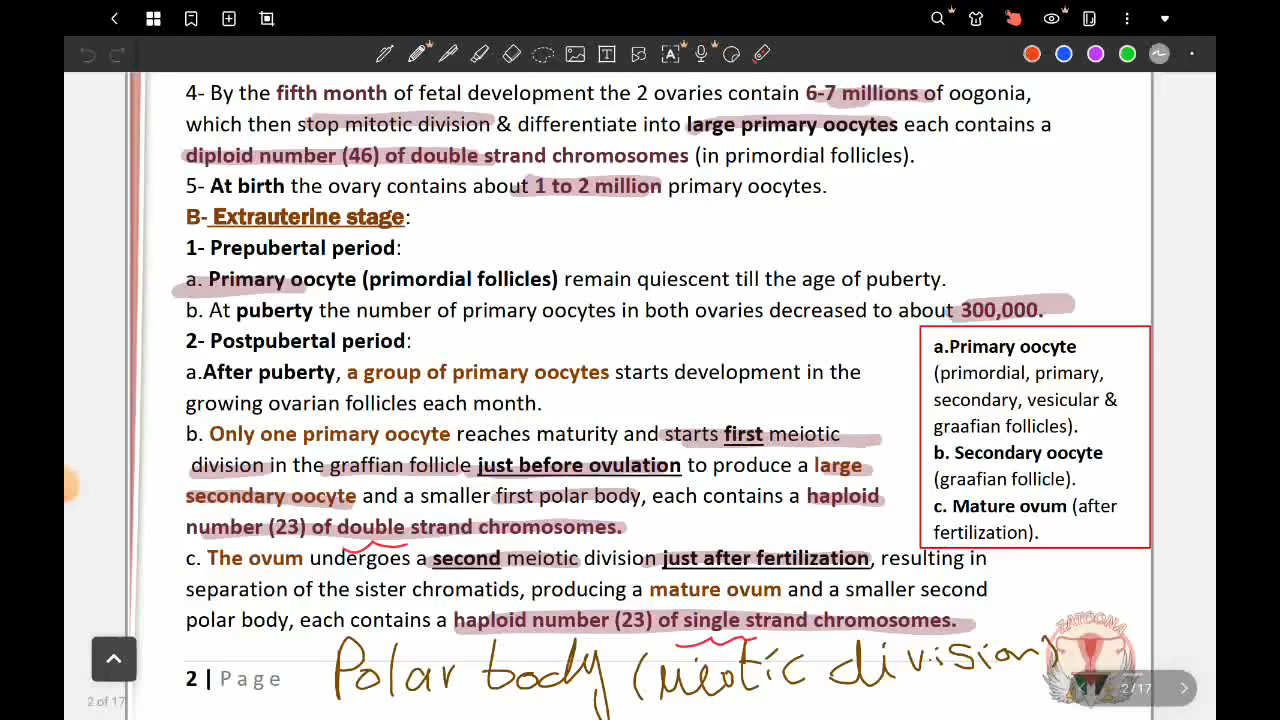 4- By the fifth month of fetal development the 2 ovaries contain 6-7 millions of oogonia,
which then stop mitotic division & differentiate into large primary oocytes each contains a
diploid number (46) of double strand chromosomes (in primordial follicles).
5- At birth the ovary contains about 1 to 2 million primary oocytes.
B- Extrauterine stage:
1- Prepubertal period:
a. Primary oocyte (primordial follicles) remain quiescent till the age of puberty.
b. At puberty the number of primary oocytes in both ovaries decreased to about 300,000.
2- Postpubertal period:
a.After puberty, a group of primary oocytes starts development in the
growing ovarian follicles each month.
b. Only one primary oocyte reaches maturity and starts first meiotic
division in the graffian follicle just before ovulation to produce a large
secondary oocyte and a smaller first polar body, each contains a haploid
number (23) of double strand chromosomes.
c. The ovum undergoes a second meiotic division just after fertilization, resulting in
separation of the sister chromatids, producing a mature ovum and a smaller second
polar body, each contains a haploid number (23) of single strand chromosomes.
a.Primary oocyte
(primordial, primary,
secondary, vesicular &
graafian follicles).
b. Secondary oocyte
(graafian follicle).
c. Mature ovum (after
fertilization).
Polar body (meiotic division)
2 | Page
ZATOONA
2 of 17
2/17